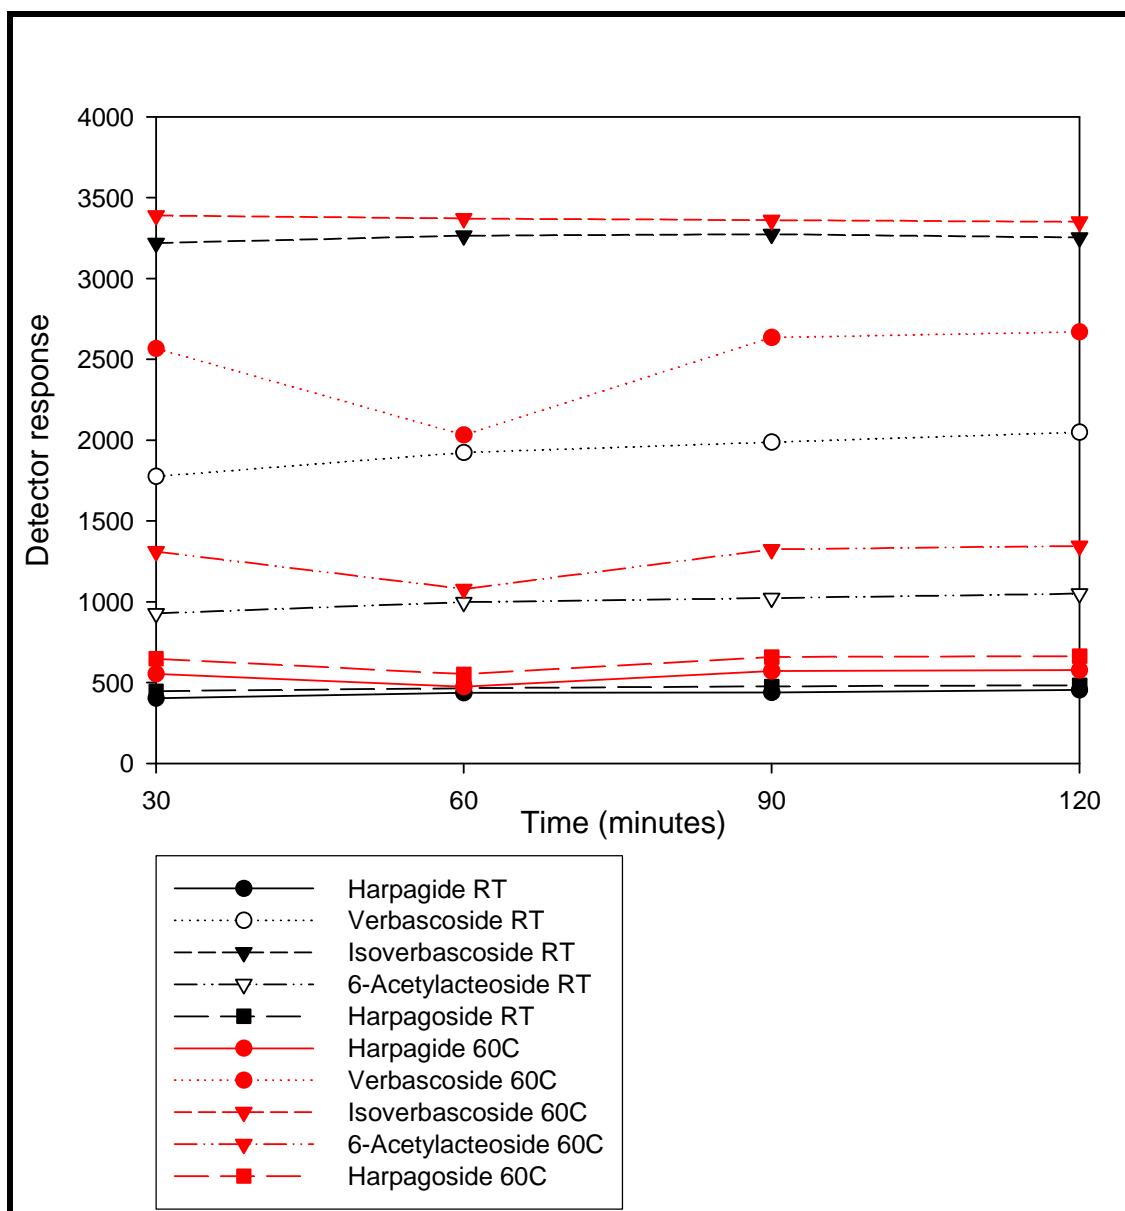 4000
3500
3000
2500
2000
1500
1000
500
0
Detector response
30 60 90 120
Time (minutes)
Harpagide RT
Verbascoside RT
Isoverbascoside RT
6-Acetylacteoside RT
Harpagoside RT
Harpagide 60C
Verbascoside 60C
Isoverbascoside 60C
6-Acetylacteoside 60C
Harpagoside 60C